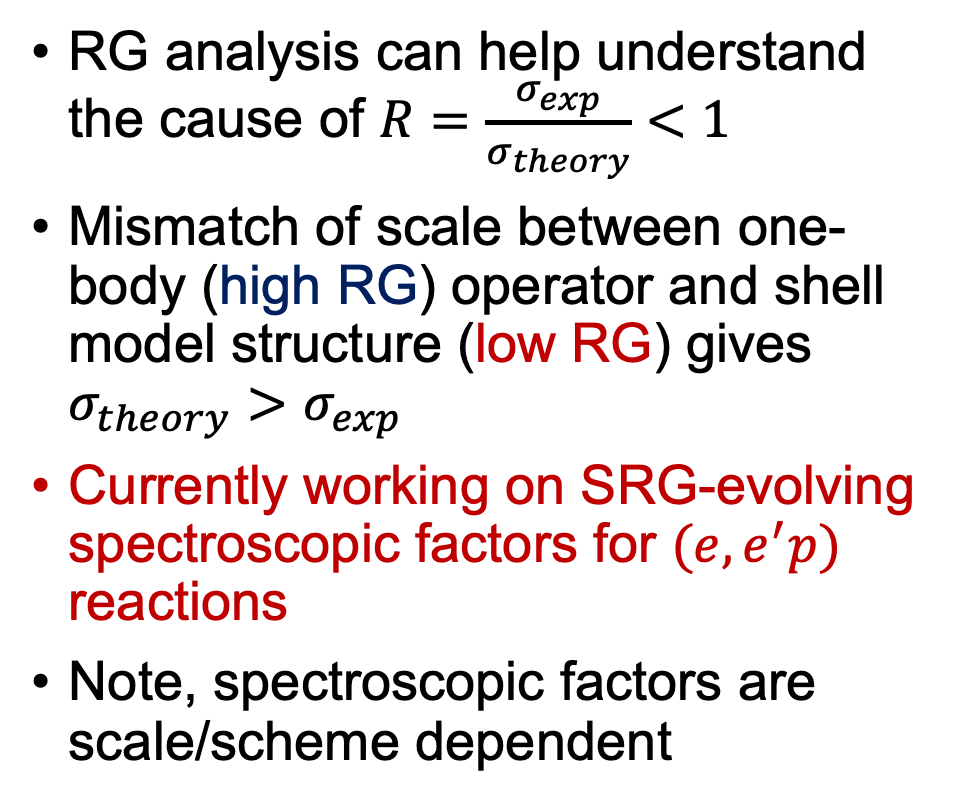 • RG analysis can help understand
the cause of R = σ_exp / σ_theory < 1
• Mismatch of scale between one-
body (high RG) operator and shell
model structure (low RG) gives
σ_theory > σ_exp
• Currently working on SRG-evolving
spectroscopic factors for (e, e′p)
reactions
• Note, spectroscopic factors are
scale/scheme dependent